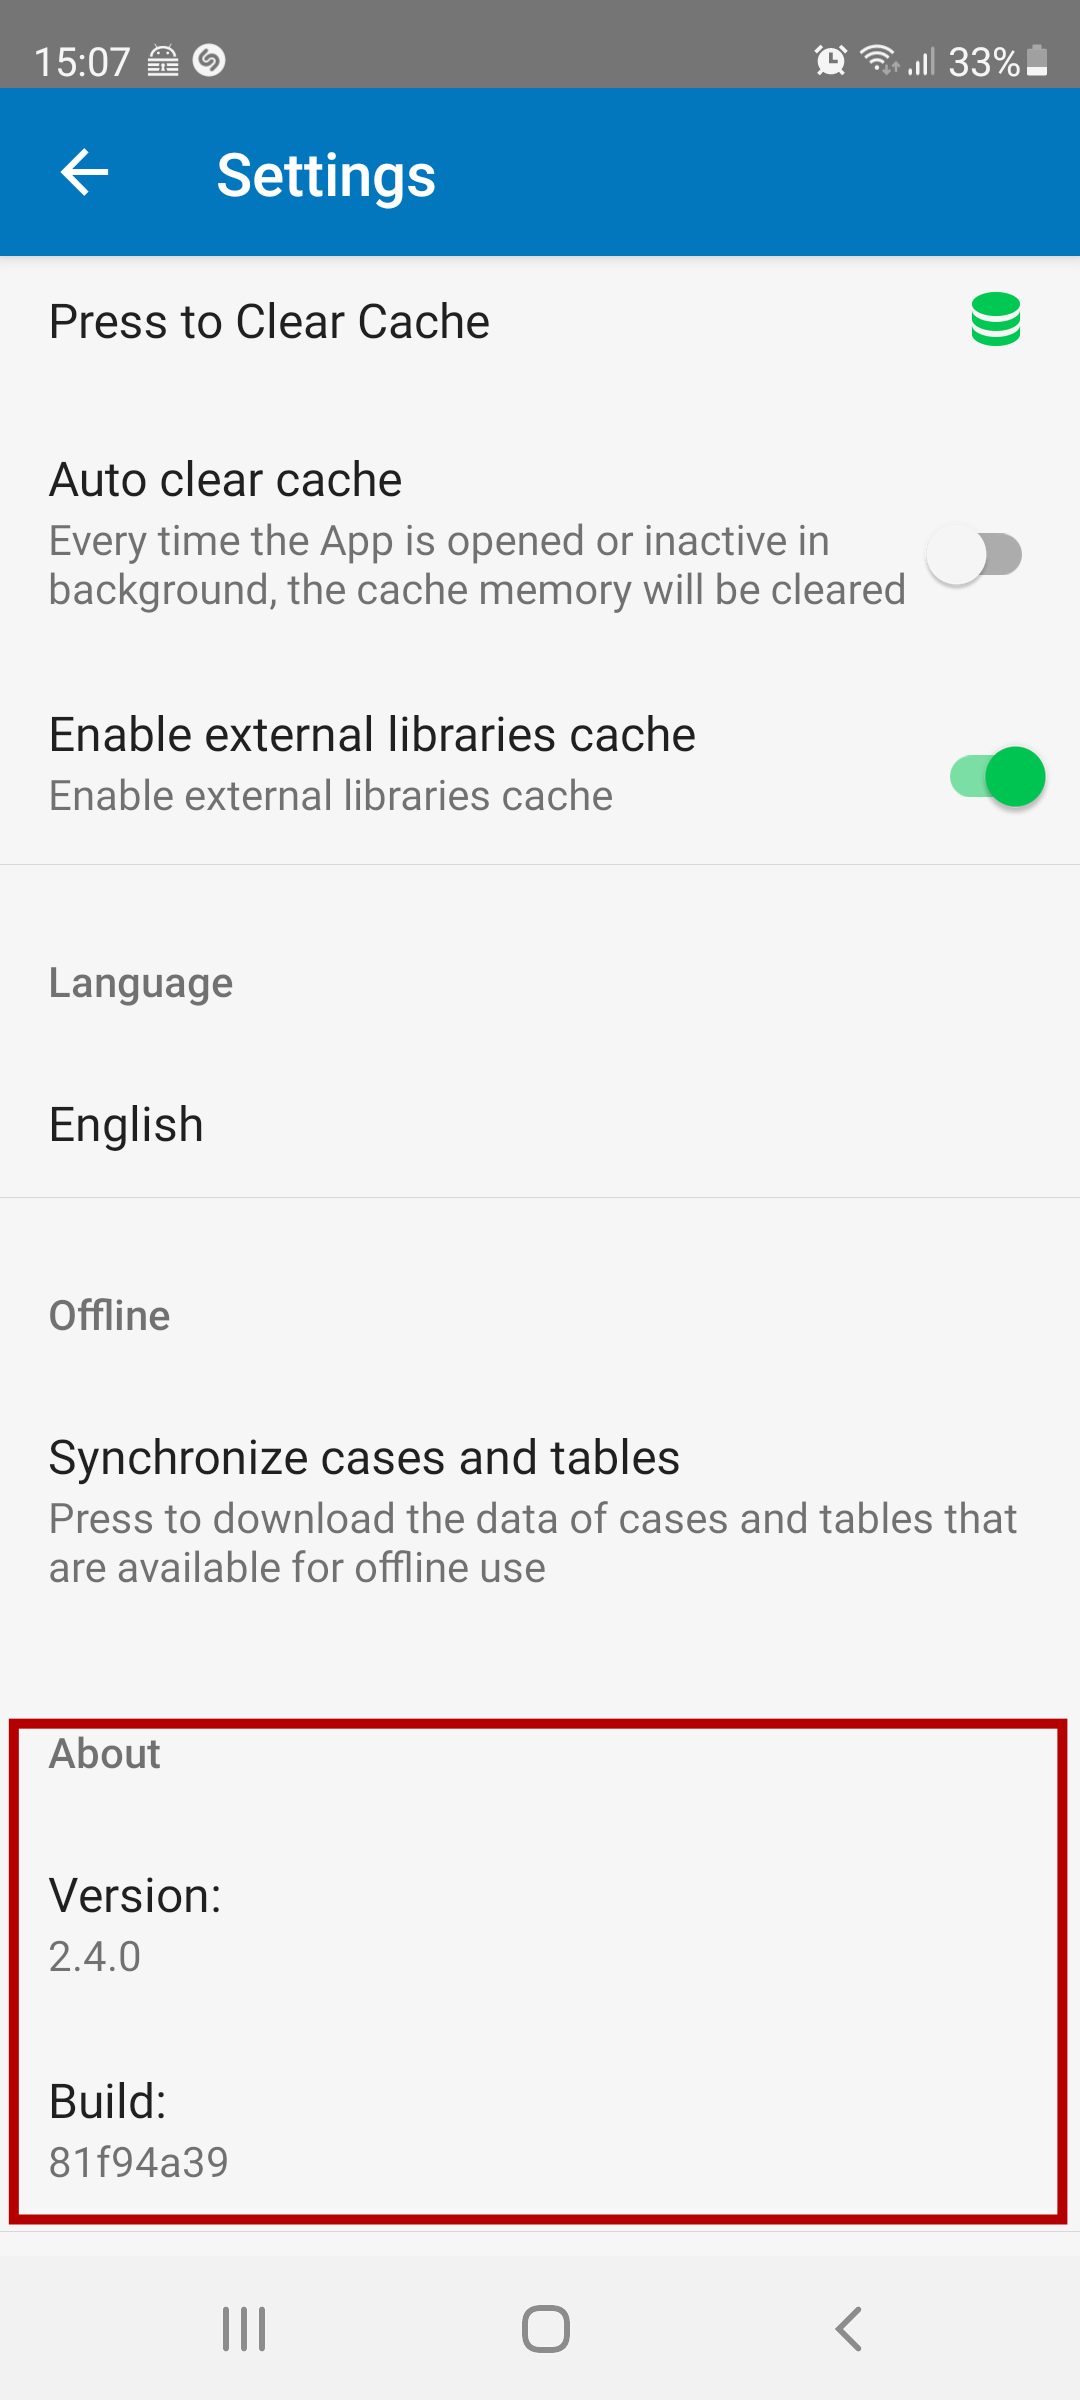 15:07
33%
Settings
Press to Clear Cache
Auto clear cache
Every time the App is opened or inactive in
background, the cache memory will be cleared
Enable external libraries cache
Enable external libraries cache
Language
English
Offline
Synchronize cases and tables
Press to download the data of cases and tables that
are available for offline use
About
Version:
2.4.0
Build:
81f94a39